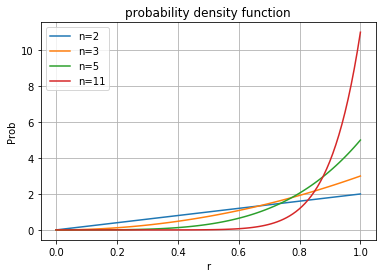 probability density function
n=2
n=3
n=5
n=11
Prob
10
8
6
4
2
0
0.0 0.2 0.4 0.6 0.8 1.0
r